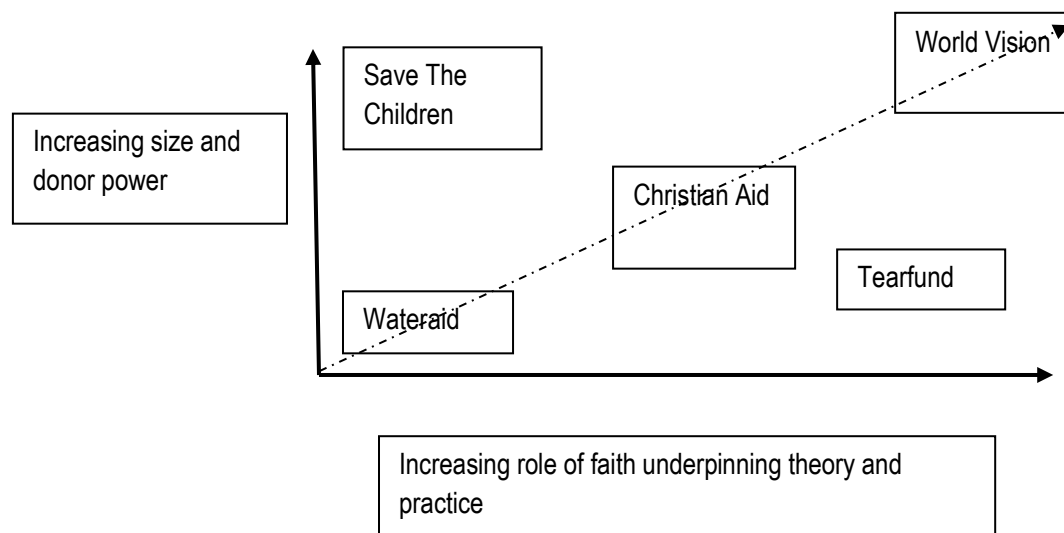 World Vision
Save The
Children
Increasing size and
donor power
Christian Aid
Tearfund
Wateraid
Increasing role of faith underpinning theory and
practice